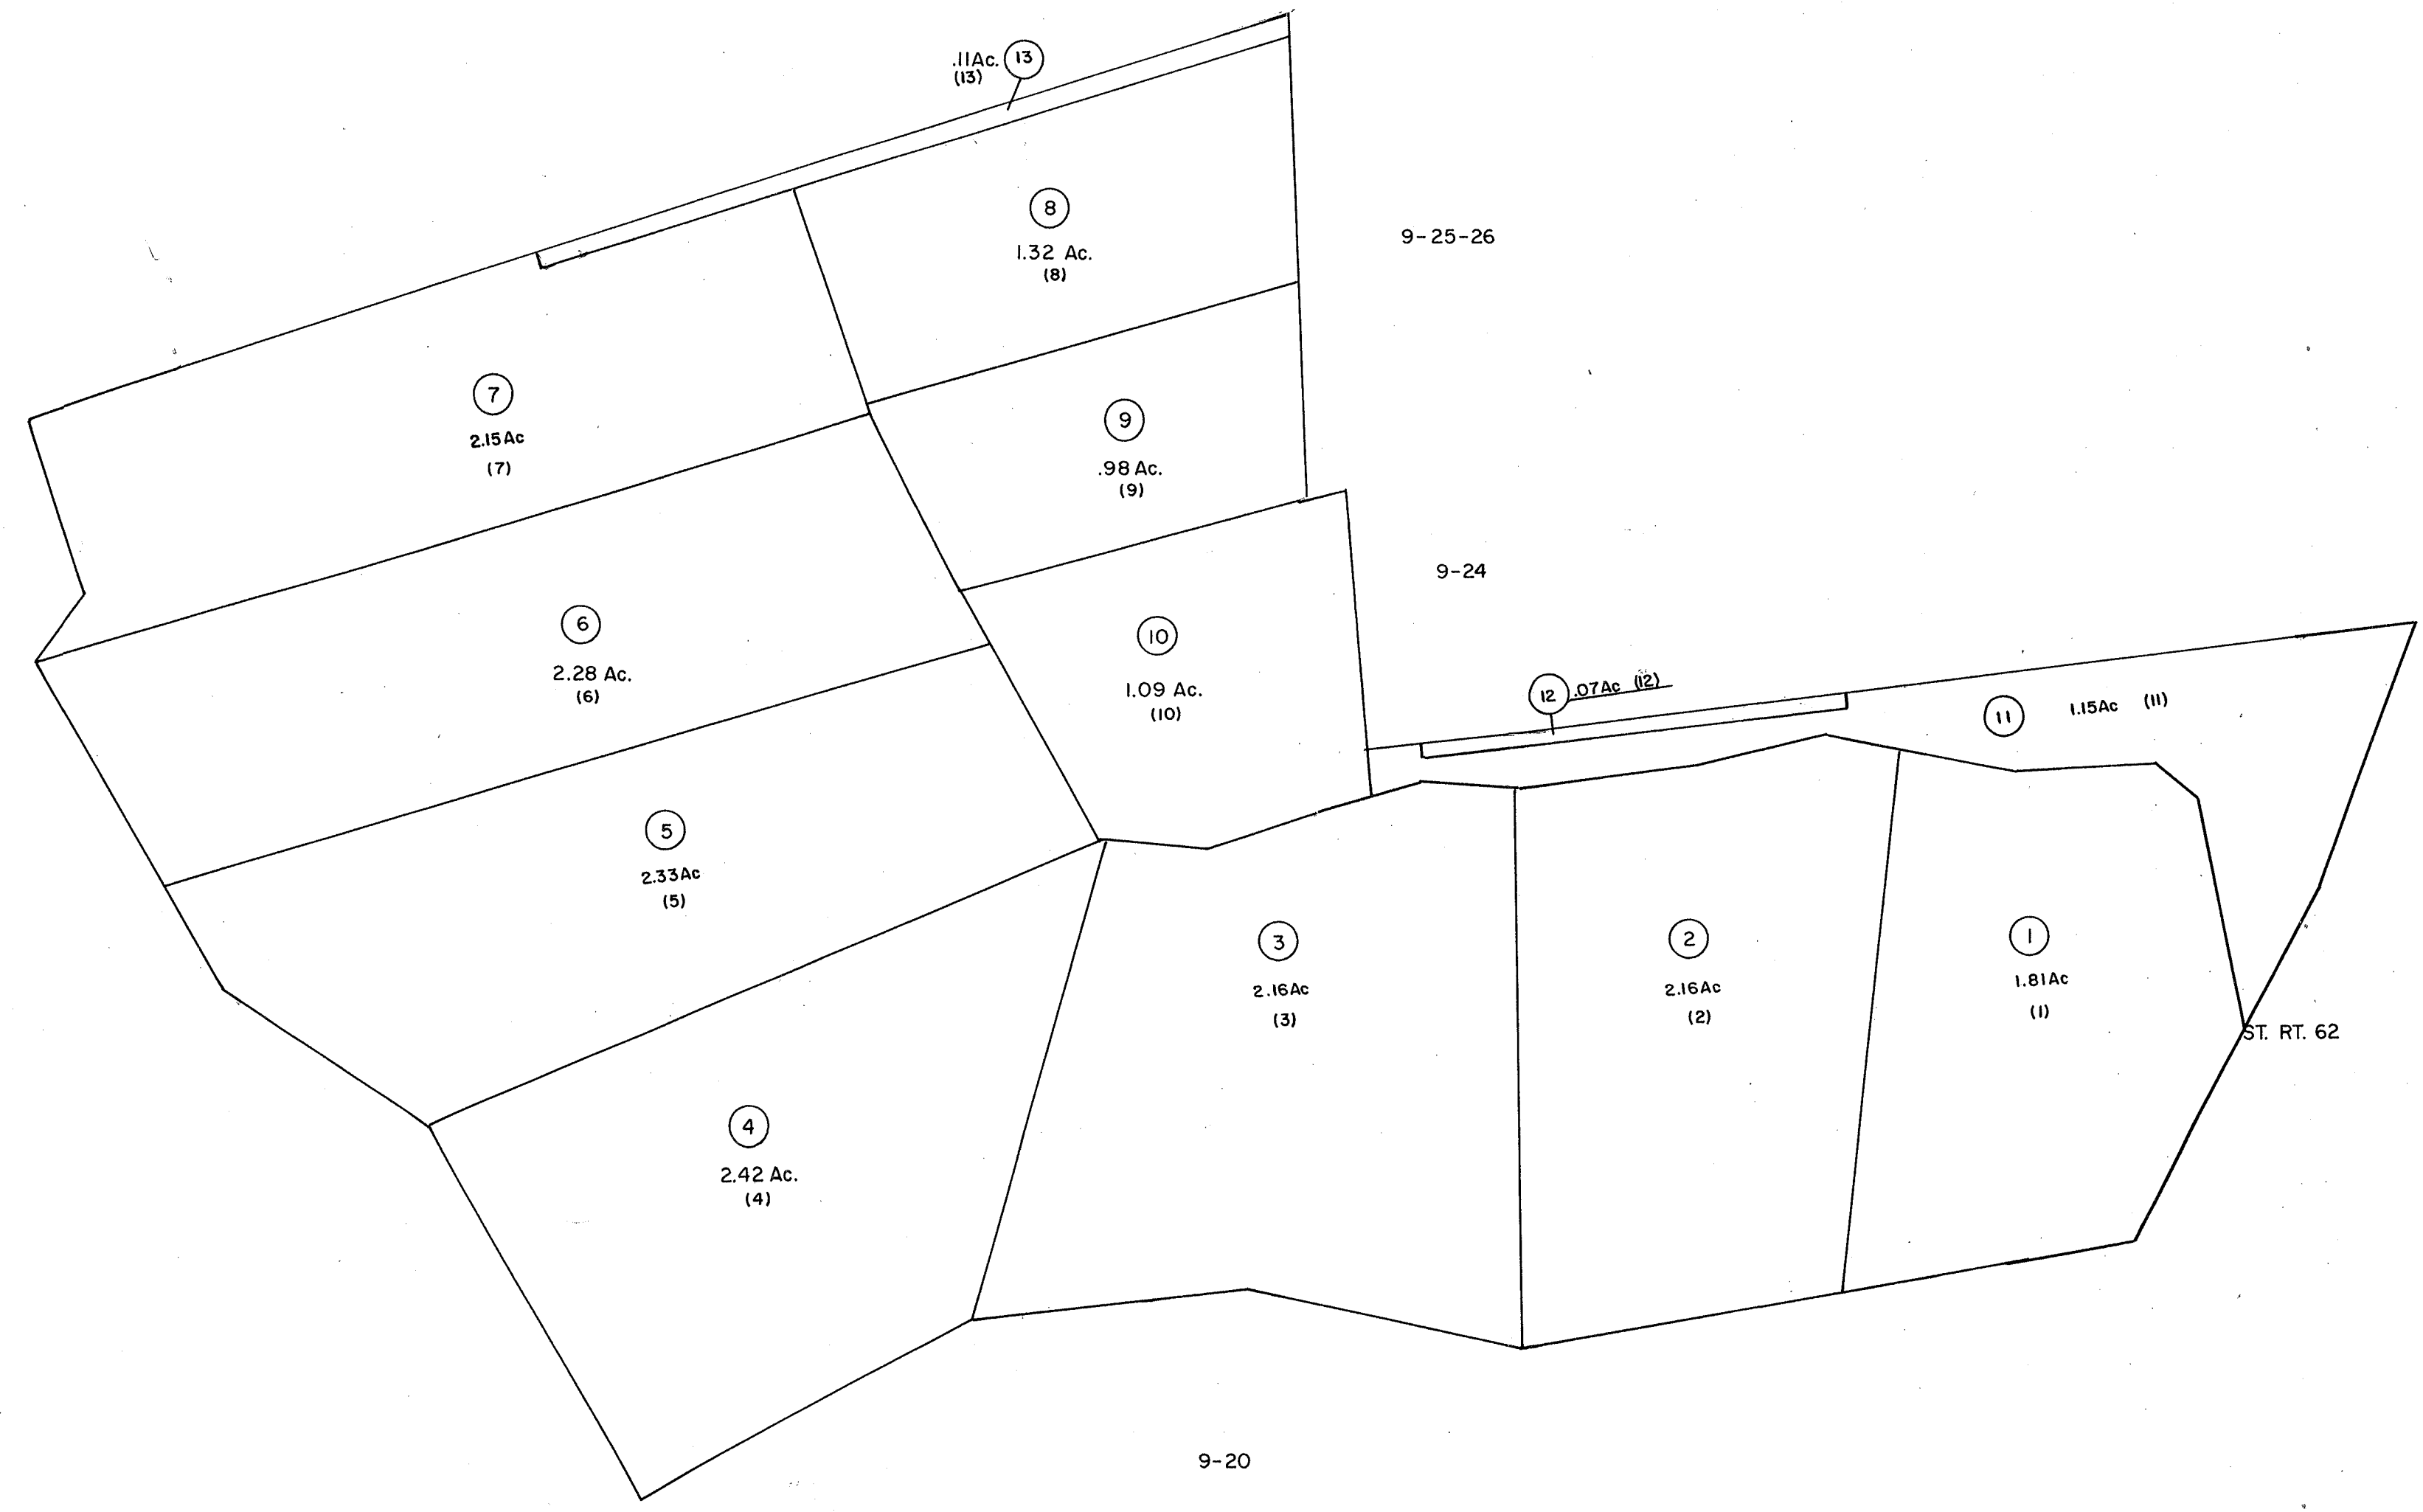 .11Ac. 13
(13)
8
1.32 Ac.
(8)
9-25-26
7
2.15Ac
(7)
9
.98 Ac.
(9)
9-24
6
2.28 Ac.
(6)
10
1.09 Ac.
(10)
12 .07Ac (12)
11 1.15Ac (11)
5
2.33Ac
(5)
3
2.16Ac
(3)
2
2.16Ac
(2)
1
1.81Ac
(1)
ST. RT. 62
4
2.42 Ac.
(4)
9-20